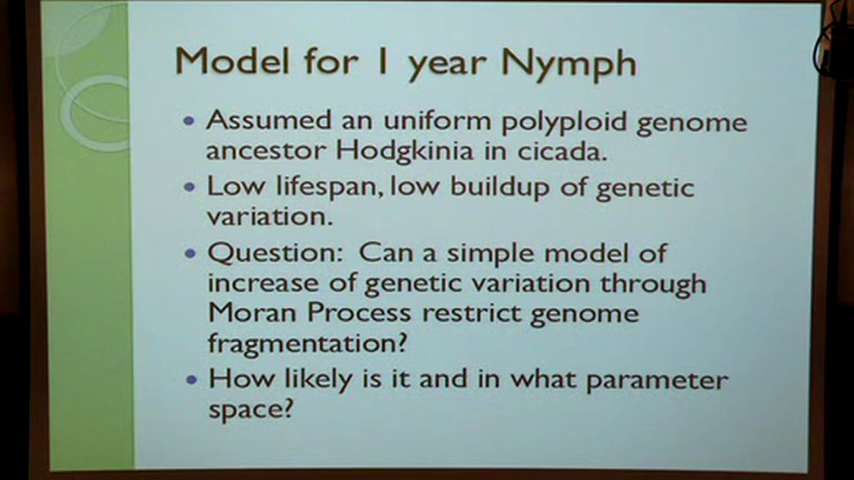 Model for 1 year Nymph
• Assumed an uniform polyploid genome
ancestor Hodgkinia in cicada.
• Low lifespan, low buildup of genetic
variation.
• Question: Can a simple model of
increase of genetic variation through
Moran Process restrict genome
fragmentation?
• How likely is it and in what parameter
space?